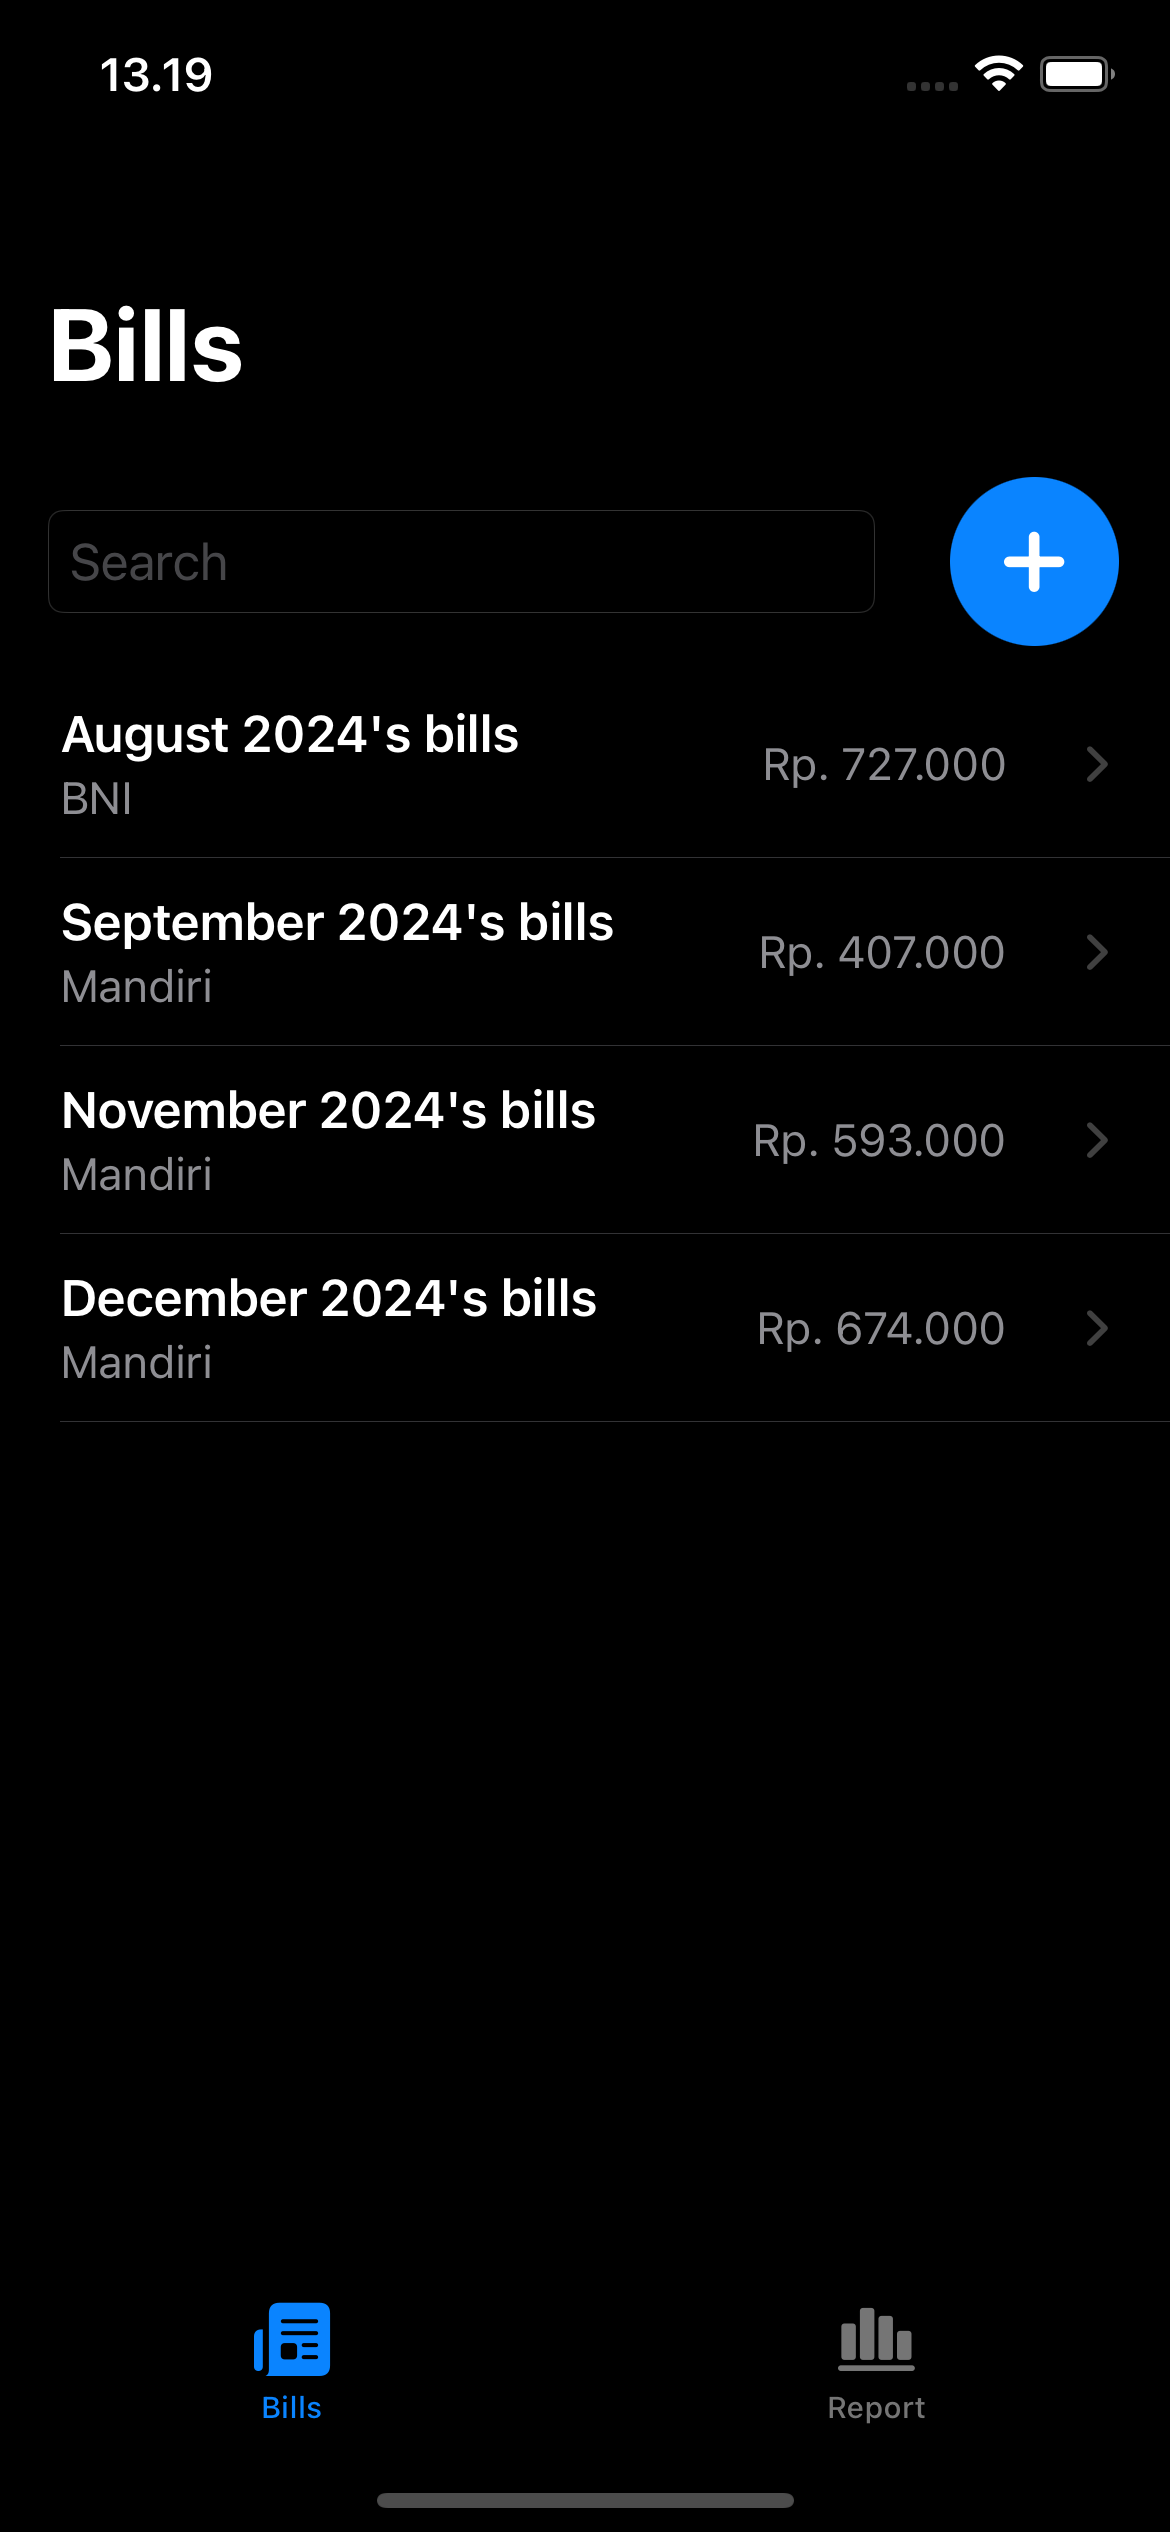 13.19
Bills
Search
August 2024's bills
BNI
Rp. 727.000
September 2024's bills
Mandiri
Rp. 407.000
November 2024's bills
Mandiri
Rp. 593.000
December 2024's bills
Mandiri
Rp. 674.000
Bills
Report